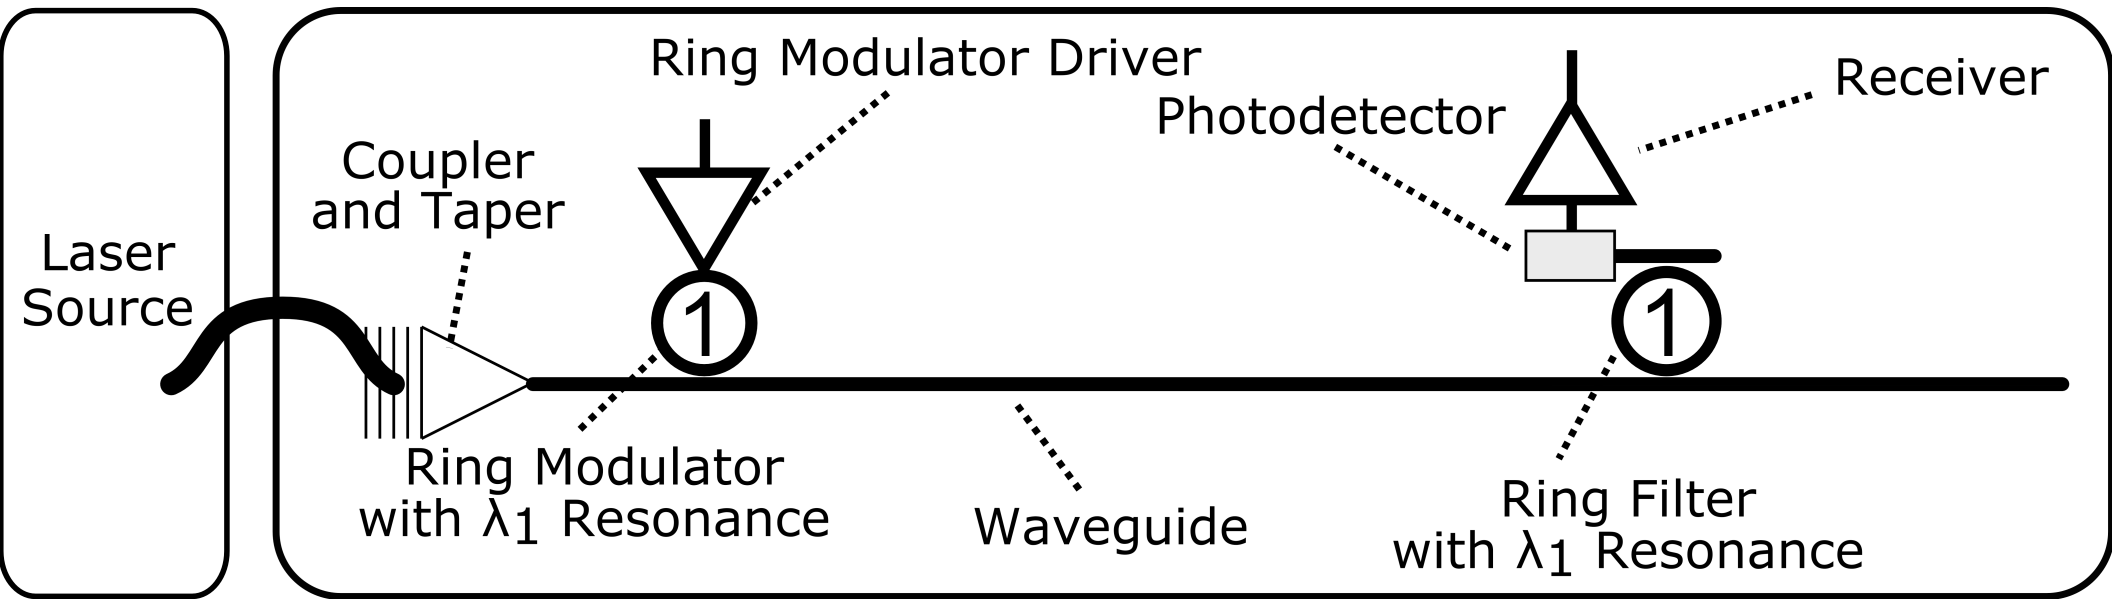 Laser
Source
Coupler
and Taper
Ring Modulator Driver
Photodetector
Receiver
1
1
Ring Modulator
with λ1 Resonance
Waveguide
Ring Filter
with λ1 Resonance